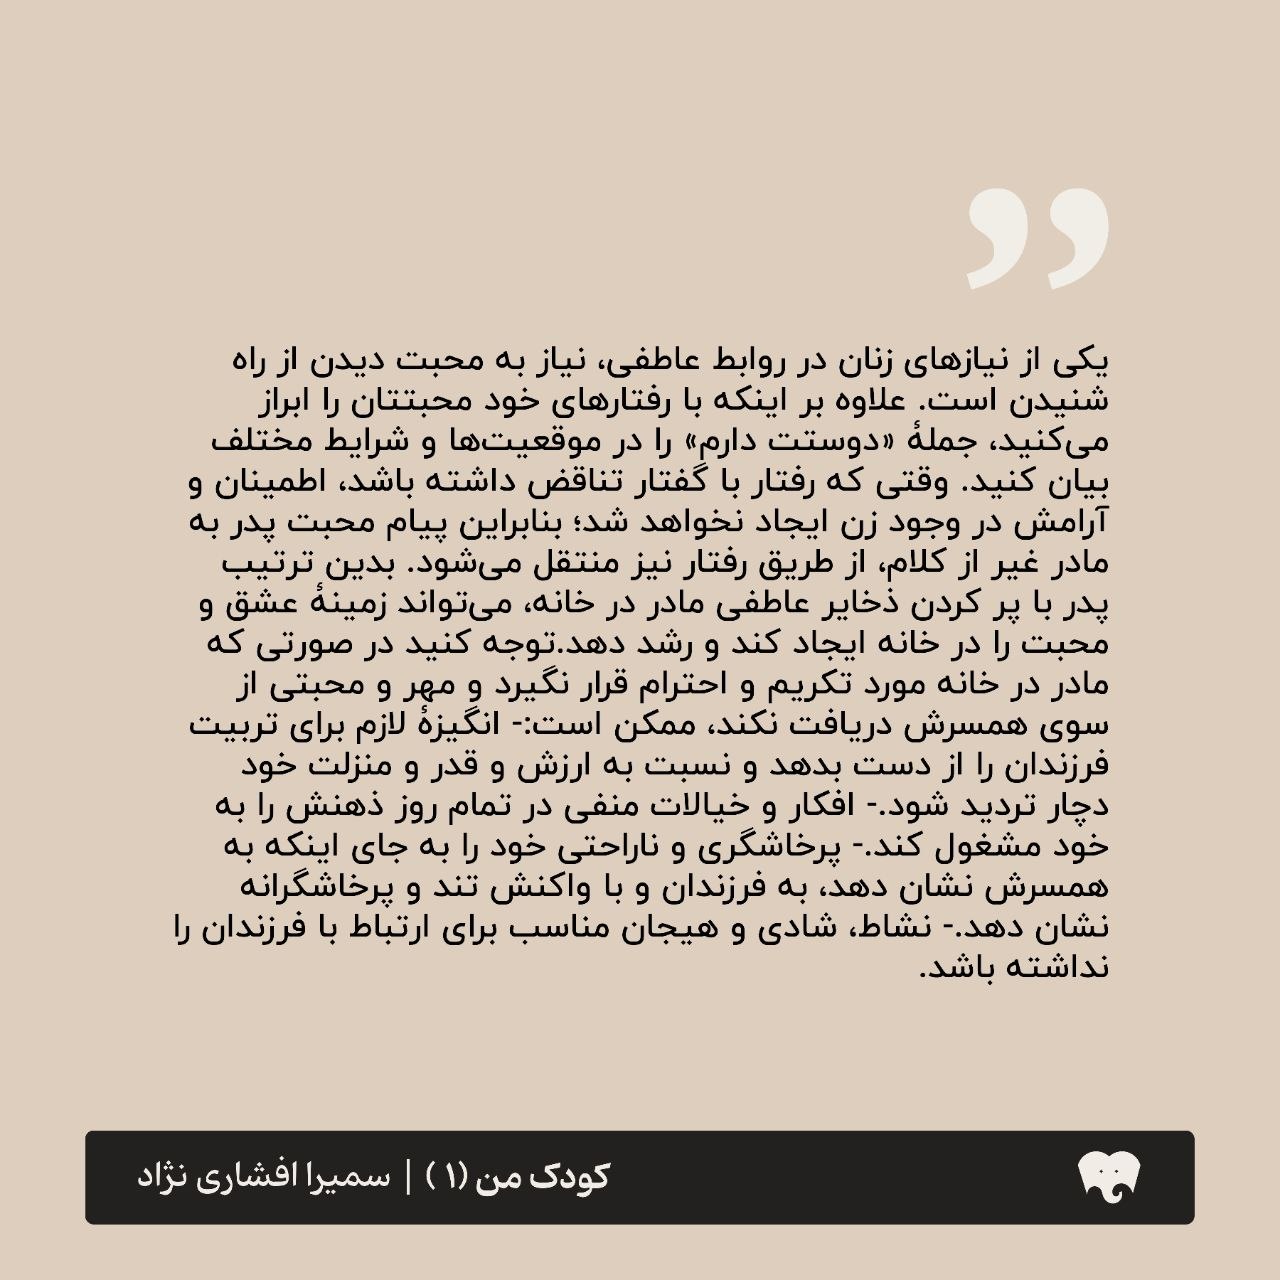 یکی از نیازهای زنان در روابط عاطفی، نیاز به محبت دیدن از راه
شنیدن است. علاوه بر اینکه با رفتارهای خود محبتتان را ابراز
می‌کنید، جملهٔ «دوستت دارم» را در موقعیت‌ها و شرایط مختلف
بیان کنید. وقتی که رفتار با گفتار تناقض داشته باشد، اطمینان و
آرامش در وجود زن ایجاد نخواهد شد؛ بنابراین پیام محبت پدر به
مادر غیر از کلام، از طریق رفتار نیز منتقل می‌شود. بدین ترتیب
پدر با پر کردن ذخایر عاطفی مادر در خانه، می‌تواند زمینهٔ عشق و
محبت را در خانه ایجاد کند و رشد دهد.توجه کنید در صورتی که
مادر در خانه مورد تکریم و احترام قرار نگیرد و مهر و محبتی از
سوی همسرش دریافت نکند، ممکن است:- انگیزهٔ لازم برای تربیت
فرزندان را از دست بدهد و نسبت به ارزش و قدر و منزلت خود
دچار تردید شود.- افکار و خیالات منفی در تمام روز ذهنش را به
خود مشغول کند.- پرخاشگری و ناراحتی خود را به جای اینکه به
همسرش نشان دهد، به فرزندان و با واکنش تند و پرخاشگرانه
نشان دهد.- نشاط، شادی و هیجان مناسب برای ارتباط با فرزندان را
نداشته باشد.
کودک من (۱) | سمیرا افشاری نژاد